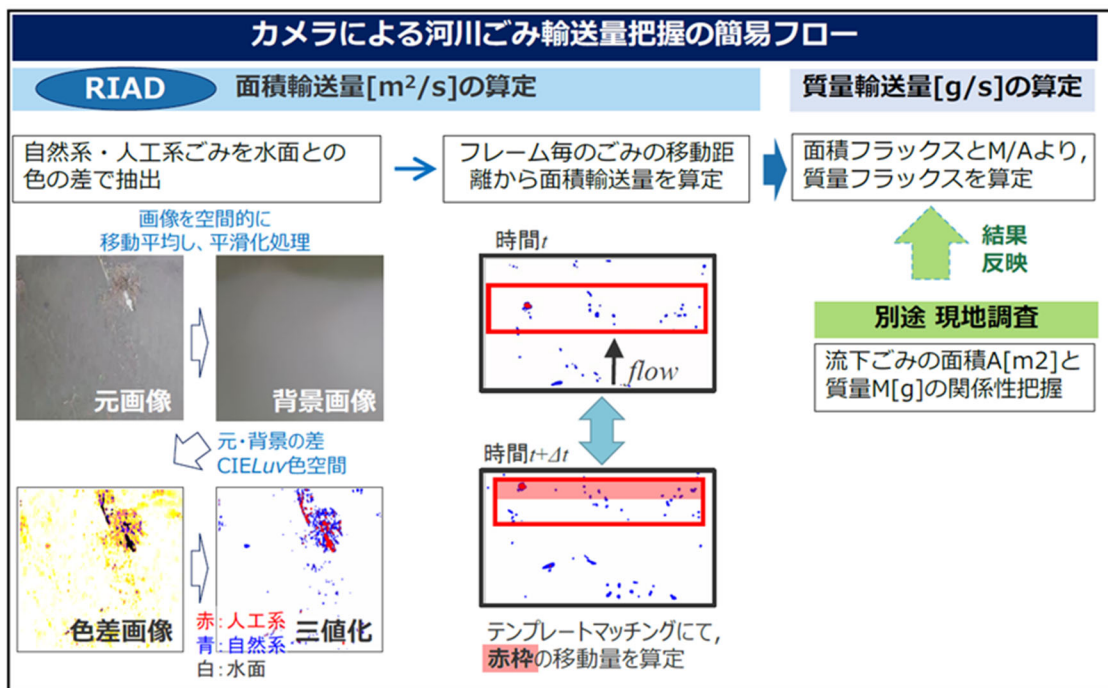 カメラによる河川ごみ輸送量把握の簡易フロー
RIAD
面積輸送量[m²/s]の算定
質量輸送量[g/s]の算定
自然系・人工系ごみを水面との
色の差で抽出
フレーム毎のごみの移動距
離から面積輸送量を算定
面積フラックスとM/Aより,
質量フラックスを算定
画像を空間的に
移動平均し、平滑化処理
元画像
背景画像
元・背景の差
CIELuv色空間
色差画像
三値化
赤:人工系
青:自然系
白:水面
時間t
flow
時間t+Δt
テンプレートマッチングにて,
赤枠の移動量を算定
結果
反映
別途 現地調査
流下ごみの面積A[m2]と
質量M[g]の関係性把握